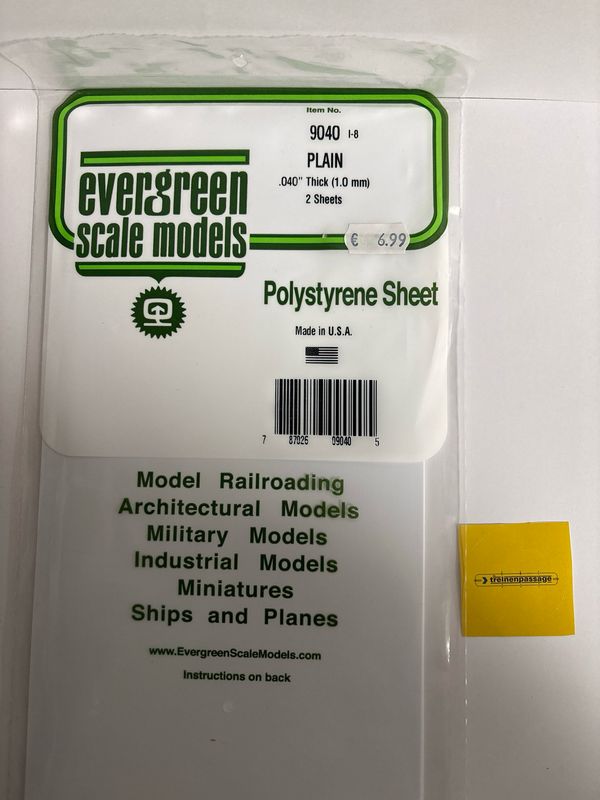 Item No.
9040 I-8
PLAIN
.040" Thick (1.0 mm)
2 Sheets
evergreen
scale models
€ 6.99
Polystyrene Sheet
Made in U.S.A.
7 87026 09040 5
Model Railroading
Architectural Models
Military Models
Industrial Models
Miniatures
Ships and Planes
www.EvergreenScaleModels.com
Instructions on back
treinenpassage